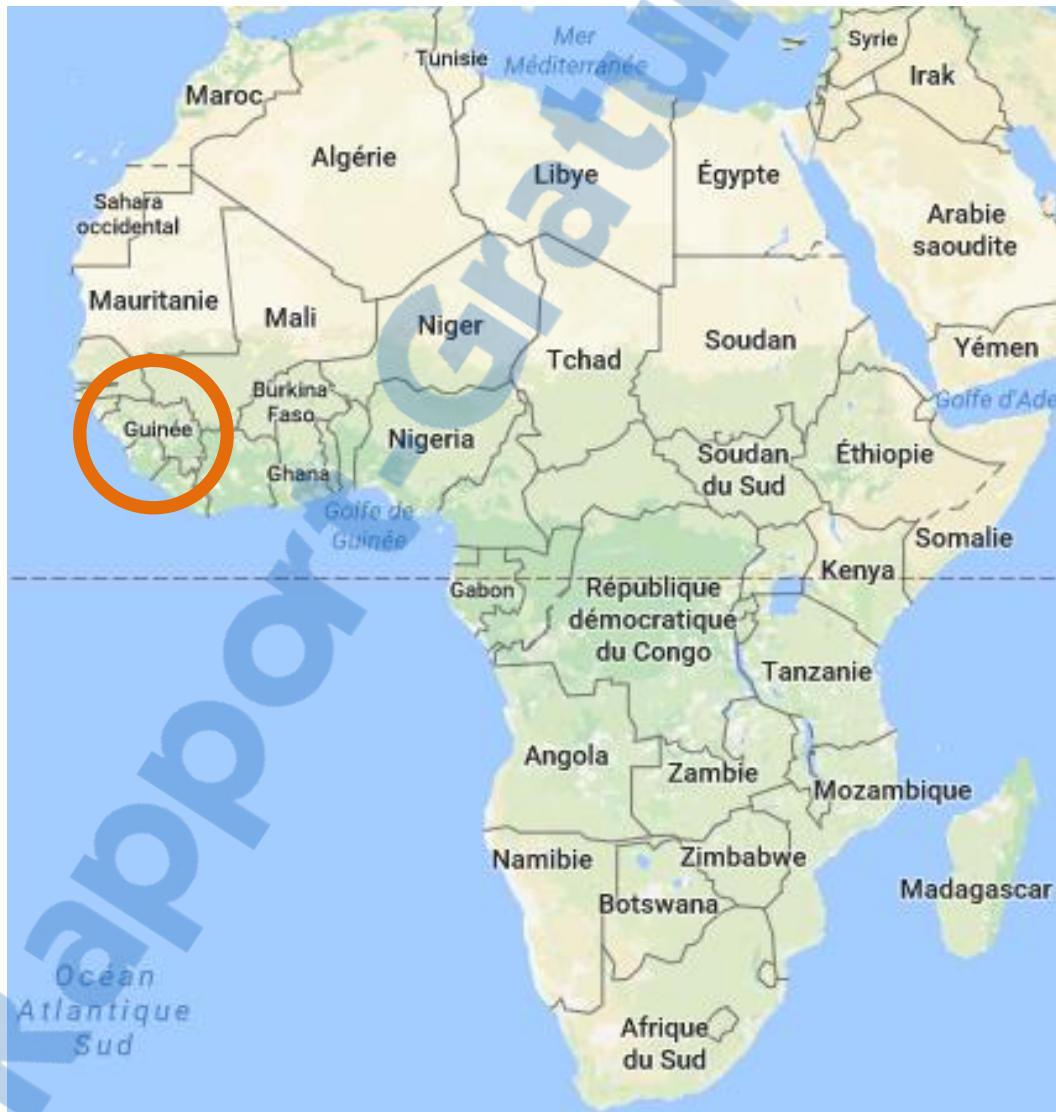 Mer
Méditerranée
Tunisie
Syrie
Irak
Maroc
Algérie
Libye
Égypte
Sahara
occidental
Arabie
saoudite
Mauritanie
Mali
Niger
Tchad
Soudan
Yémen
Golfe d'Ade
Burkina
Faso
Guinée
Nigeria
Ghana
Soudan
du Sud
Éthiopie
Golfe de
Guinée
Somalie
Kenya
Gabon
République
démocratique
du Congo
Tanzanie
Angola
Zambie
Mozambique
Namibie
Zimbabwe
Botswana
Madagascar
Océan
Atlantique
Sud
Afrique
du Sud
Rapport-Gratui